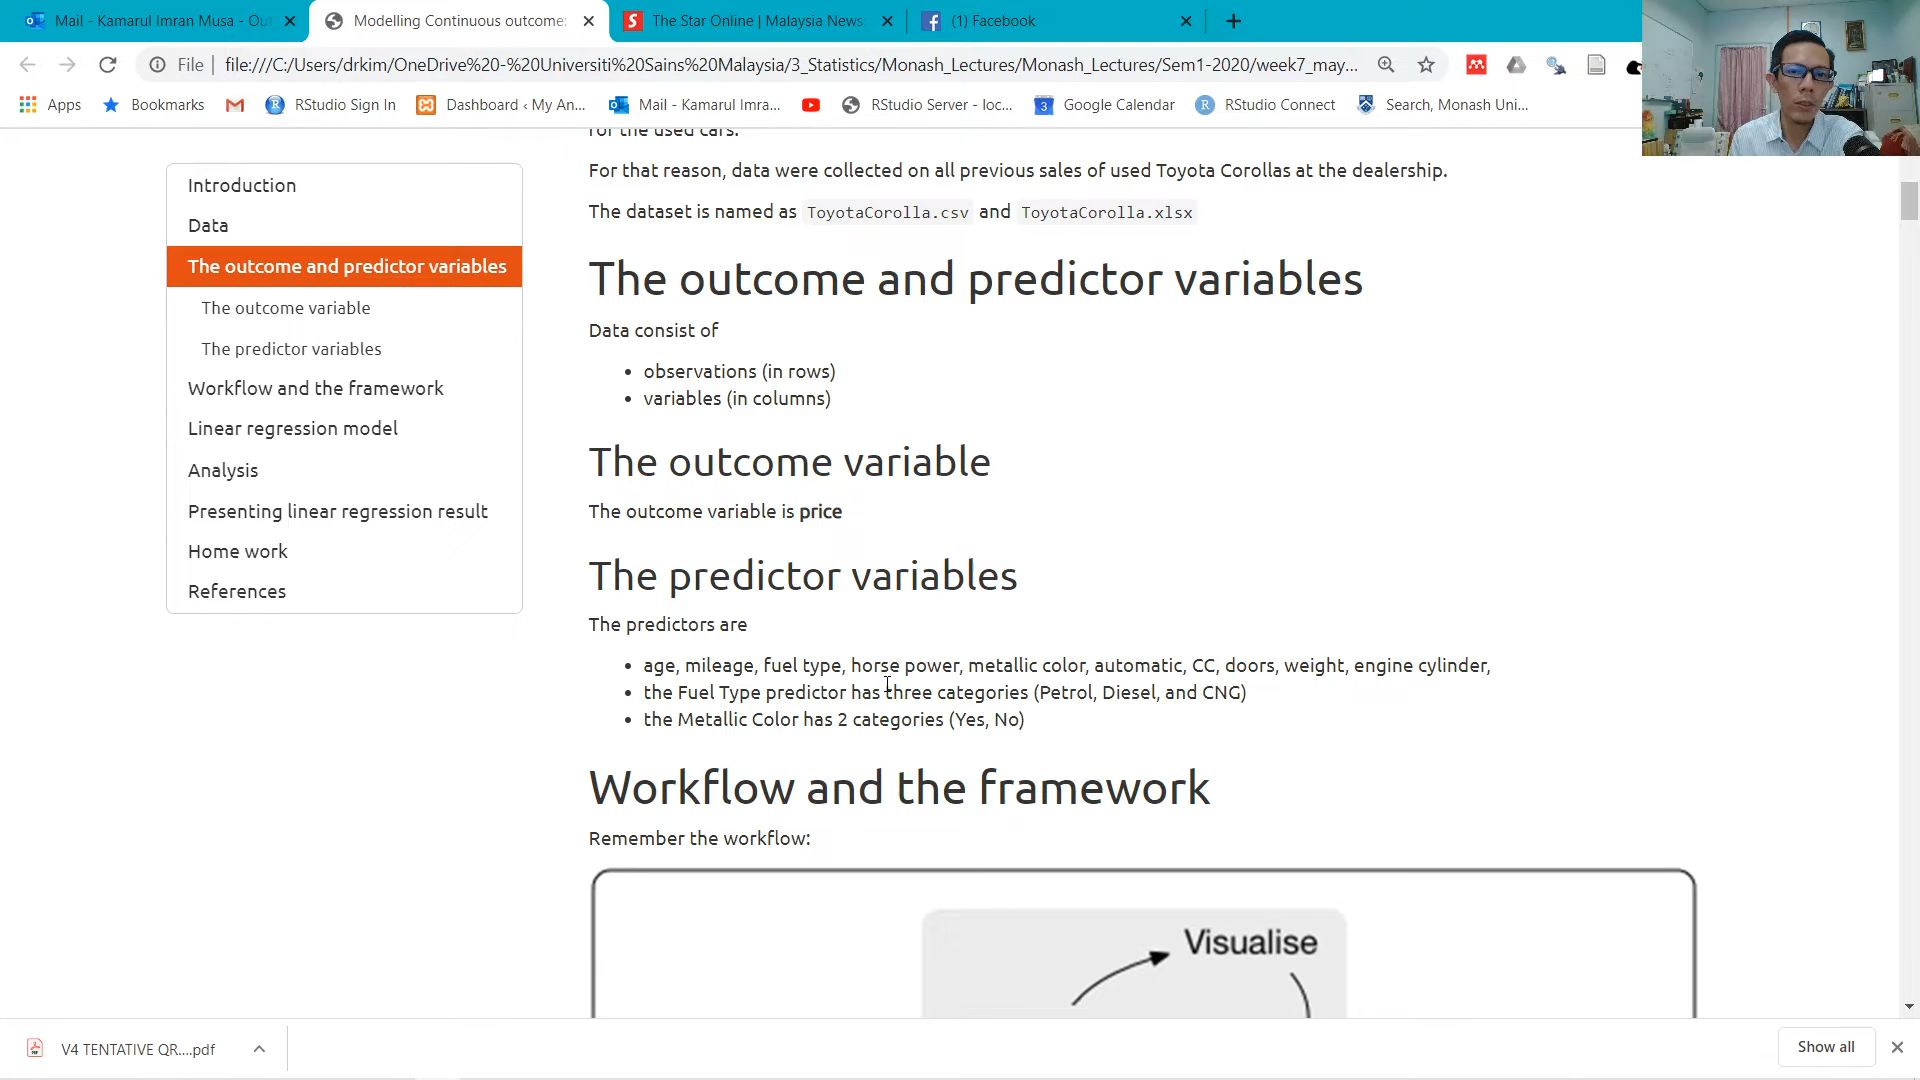 Mail - Kamarul Imran Musa - Ou
Modelling Continuous outcome:
S The Star Online | Malaysia News
(1) Facebook
File
file:///C:/Users/drkim/OneDrive%20-%20Universiti%20Sains%20Malaysia/3_Statistics/Monash_Lectures/Monash_Lectures/Sem1-2020/week7_may...
Apps
Bookmarks
R RStudio Sign In
Dashboard ‹ My An...
Mail - Kamarul Imra...
RStudio Server - loc...
3 Google Calendar
R RStudio Connect
Search, Monash Uni...
for the used cars.
For that reason, data were collected on all previous sales of used Toyota Corollas at the dealership.
The dataset is named as ToyotaCorolla.csv and ToyotaCorolla.xlsx
Introduction
Data
The outcome and predictor variables
The outcome variable
The predictor variables
Workflow and the framework
Linear regression model
Analysis
Presenting linear regression result
Home work
References
The outcome and predictor variables
Data consist of
• observations (in rows)
• variables (in columns)
The outcome variable
The outcome variable is price
The predictor variables
The predictors are
• age, mileage, fuel type, horse power, metallic color, automatic, CC, doors, weight, engine cylinder,
• the Fuel Type predictor has three categories (Petrol, Diesel, and CNG)
• the Metallic Color has 2 categories (Yes, No)
Workflow and the framework
Remember the workflow:
Visualise
V4 TENTATIVE QR....pdf
Show all